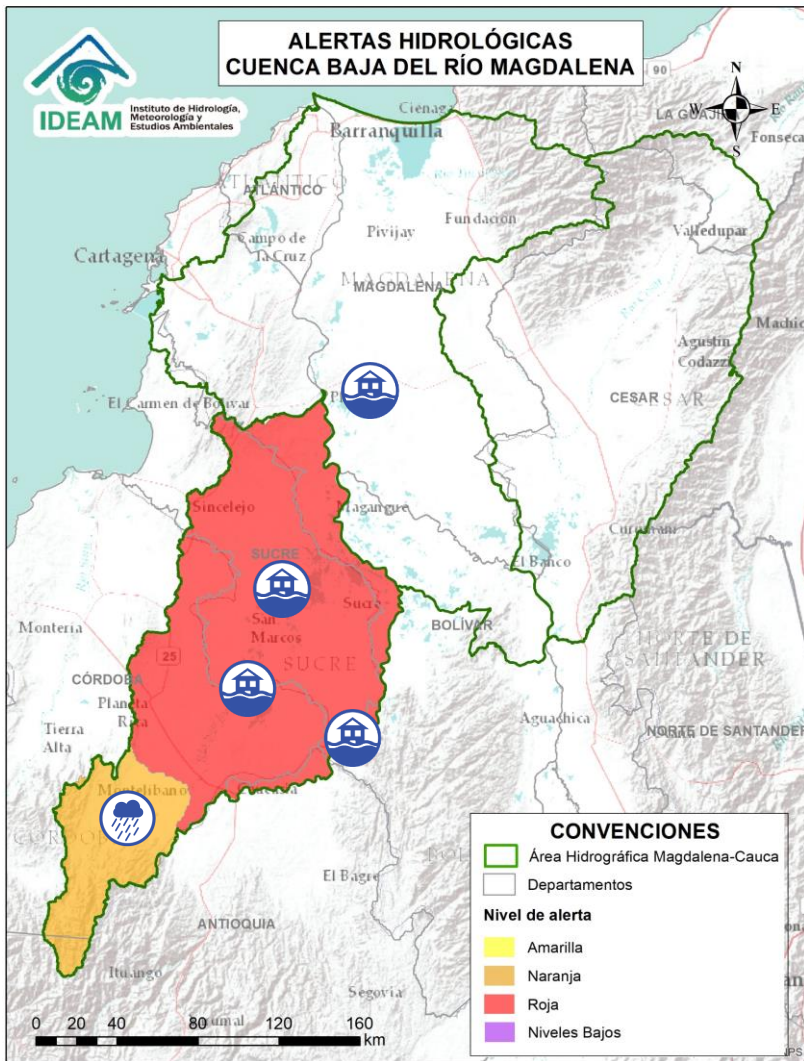 ALERTAS HIDROLÓGICAS
CUENCA BAJA DEL RÍO MAGDALENA
IDEAM
Instituto de Hidrología,
Meteorología y
Estudios Ambientales
N
W
E
S
90
LA GUAJIRA
Fonseca
Ciénaga
Barranquilla
ATLÁNTICO
ATLÁNTICO
Fundación
Pivijay
Valledupar
Campo de
la Cruz
Cartagena
MAGDALENA
MAGDALENA
Agustín
Codazzi
CESAR
CESAR
El Carmen de Bolívar
Sincelejo
Magangue
SUCRE
Sucre
El Banco
San
Marcos
BOLÍVAR
Montería
25
SUCRE
NORTE DE
SANTANDER
CÓRDOBA
Planeta
Rica
Tierra
Alta
Aguachica
NORTE DE SANTANDER
Montelíbano
El Bagre
ANTIOQUIA
Ituango
Segovia
CONVENCIONES
Área Hidrográfica Magdalena-Cauca
Departamentos
Nivel de alerta
Amarilla
Naranja
Roja
Niveles Bajos
0 20 40 80 120 160
km